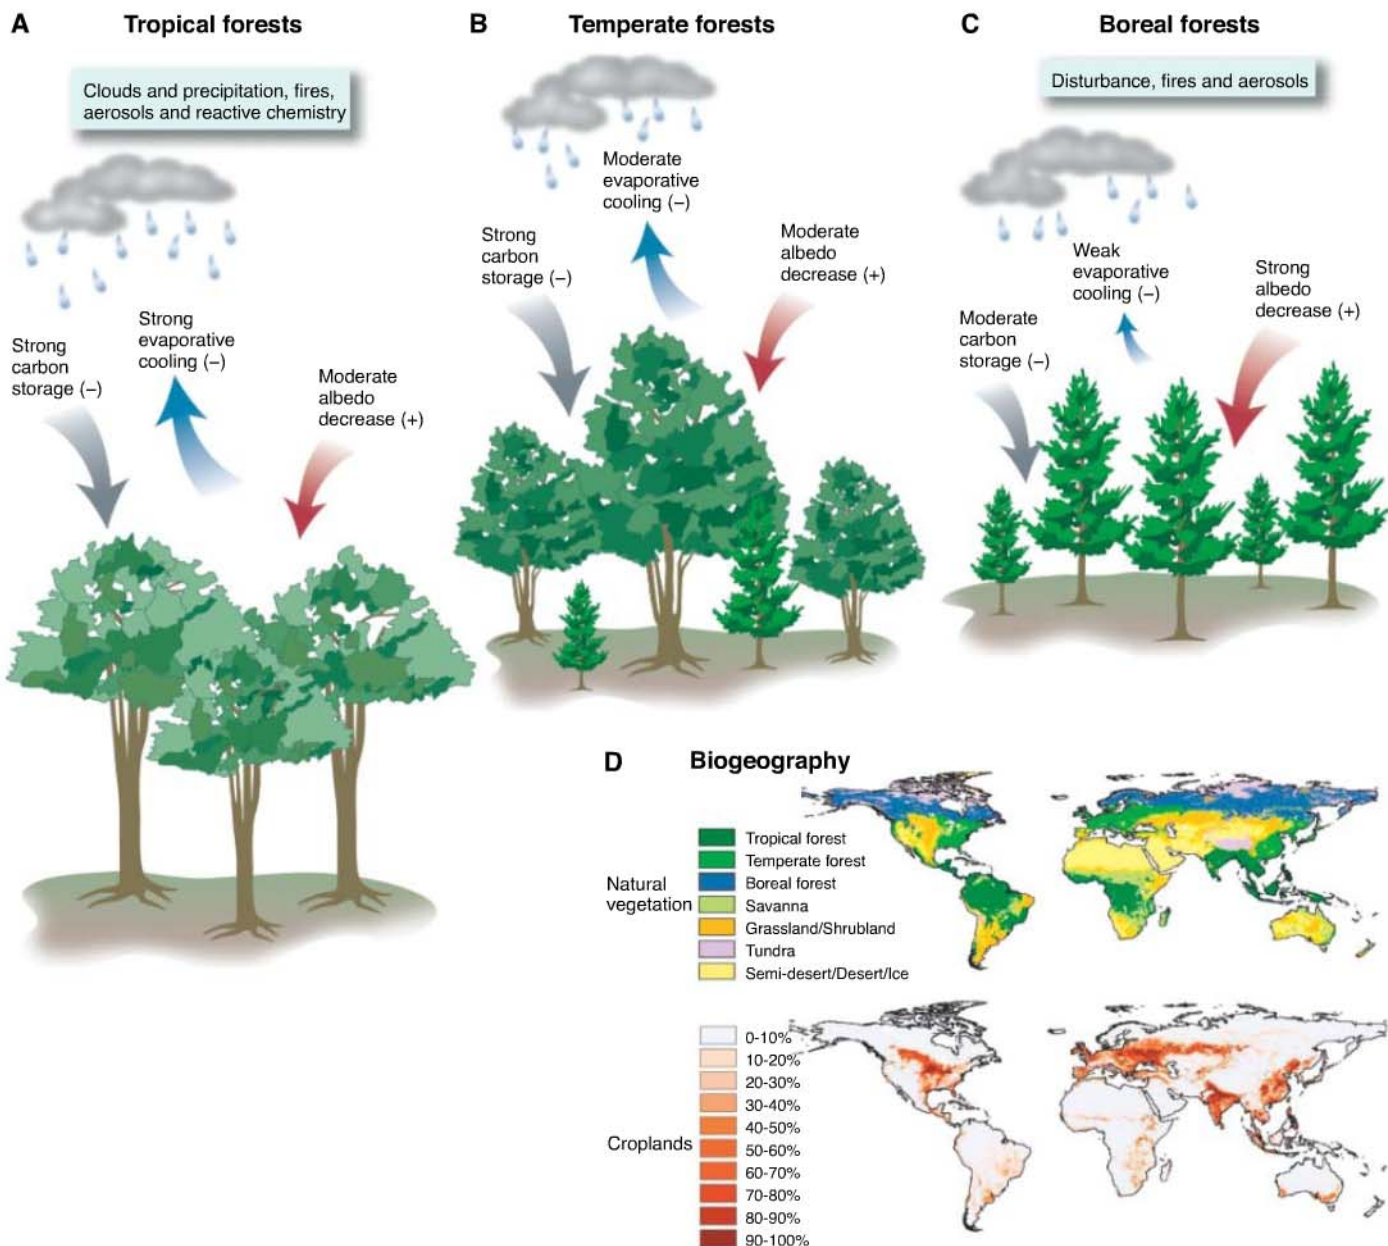 A Tropical forests
Clouds and precipitation, fires,
aerosols and reactive chemistry
Strong
carbon
storage (–)
Strong
evaporative
cooling (–)
Moderate
albedo
decrease (+)
B Temperate forests
Strong
carbon
storage (–)
Moderate
evaporative
cooling (–)
Moderate
albedo
decrease (+)
C Boreal forests
Disturbance, fires and aerosols
Moderate
carbon
storage (–)
Weak
evaporative
cooling (–)
Strong
albedo
decrease (+)
D Biogeography
Natural
vegetation
Tropical forest
Temperate forest
Boreal forest
Savanna
Grassland/Shrubland
Tundra
Semi-desert/Desert/Ice
Croplands
0-10%
10-20%
20-30%
30-40%
40-50%
50-60%
60-70%
70-80%
80-90%
90-100%